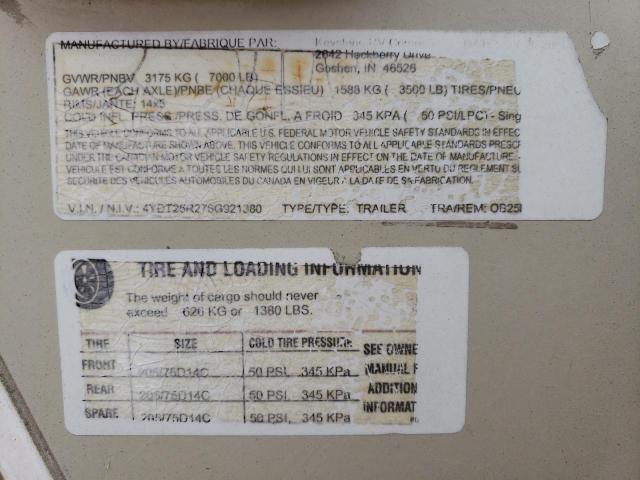 MANUFACTURED BY/FABRIQUE PAR: Keystone RV
2642 Hackberry Drive
Goshen, IN 46526
GVWR/PNBV 3175 KG ( 7000 LB)
GAWR (EACH AXLE)/PNBE (CHAQUE ESSIEU) 1588 KG ( 3500 LB) TIRES/PNEU
RIMS/JANTE: 14x5
COLD INFL. PRESS./PRESS. DE GONFL. A FROID 345 KPA ( 50 PSI/LPC) - Sing
THIS VEHICLE CONFORMS TO ALL APPLICABLE U.S. FEDERAL MOTOR VEHICLE SAFETY STANDARDS IN EFFEC
DATE OF MANUFACTURE SHOWN ABOVE. THIS VEHICLE CONFORMS TO ALL APPLICABLE STANDARDS PRESC
UNDER THE CANADIAN MOTOR VEHICLE SAFETY REGULATIONS IN EFFECT ON THE DATE OF MANUFACTURE.
VEHICULE EST CONFORME A TOUTES LES NORMES QUI LUI SONT APPLICABLES EN VERTU DU REGLEMENT SU
SECURITE DES VEHICULES AUTOMOBILES DU CANADA EN VIGEUR A LA DATE DE SA FABRICATION.
V.I.N. / N.I.V.: 4YDT25R275G921380 TYPE/TYPE: TRAILER TRA/REM:
TIRE AND LOADING INFORMATION
The weight of cargo should never
exceed 626 KG or 1380 LBS.
TIRE SIZE COLD TIRE PRESSURE SEE OWNE
FRONT 205/75D14C 50 PSI, 345 KPa MANUAL F
REAR 205/75D14C 50 PSI, 345 KPa ADDITION
SPARE 205/75D14C 50 PSI, 345 KPa INFORMAT